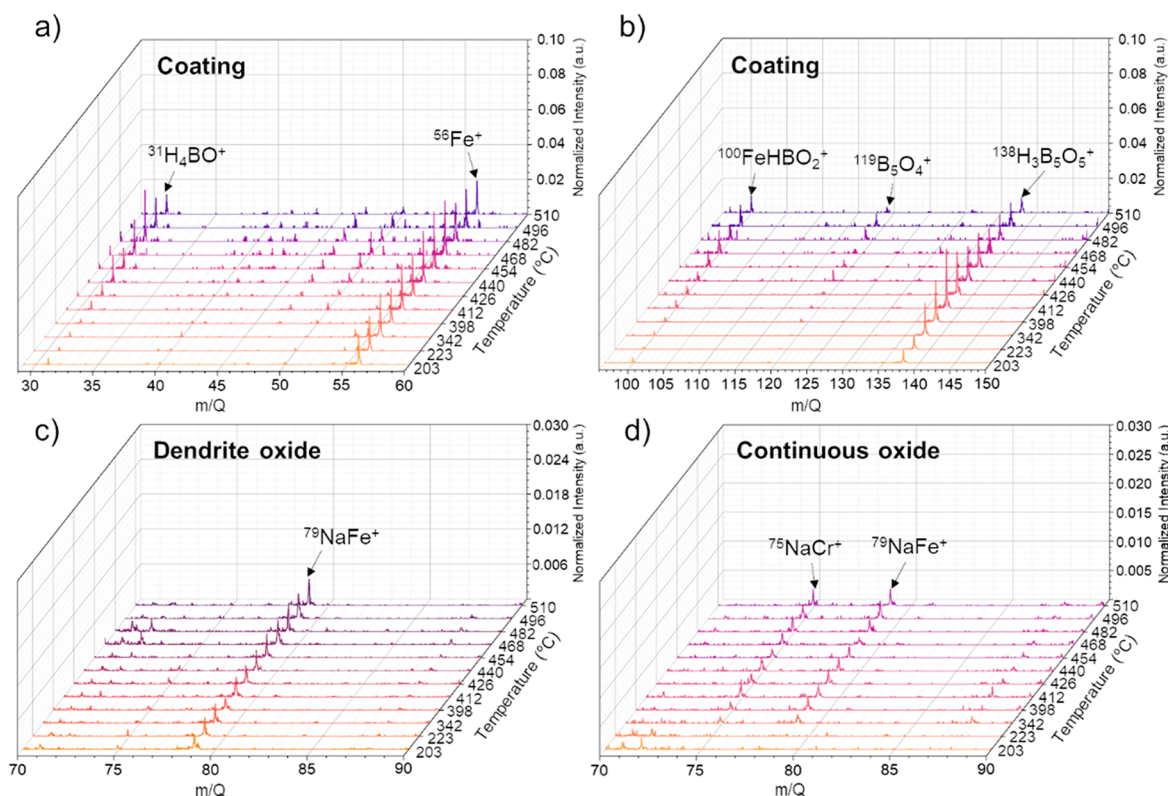 a)
Coating
³¹H₄BO⁺
⁵⁶Fe⁺
0.10
0.08
0.06
0.04
0.02
Normalized Intensity (a.u.)
510
496
482
468
454
440
426
412
398
342
223
203
Temperature (ºC)
30 35 40 45 50 55 60
m/Q
b)
Coating
¹⁰⁰FeHBO₂⁺
¹¹⁹B₅O₄⁺
¹³⁸H₃B₅O₅⁺
0.10
0.08
0.06
0.04
0.02
Normalized Intensity (a.u.)
510
496
482
468
454
440
426
412
398
342
223
203
Temperature (ºC)
100 105 110 115 120 125 130 135 140 145 150
m/Q
c)
Dendrite oxide
⁷⁹NaFe⁺
0.030
0.024
0.018
0.012
0.006
Normalized Intensity (a.u.)
510
496
482
468
454
440
426
412
398
342
223
203
Temperature (ºC)
70 75 80 85 90
m/Q
d)
Continuous oxide
⁷⁵NaCr⁺
⁷⁹NaFe⁺
0.030
0.025
0.020
0.015
0.010
0.005
Normalized Intensity (a.u.)
510
496
482
468
454
440
426
412
398
342
223
203
Temperature (ºC)
70 75 80 85 90
m/Q